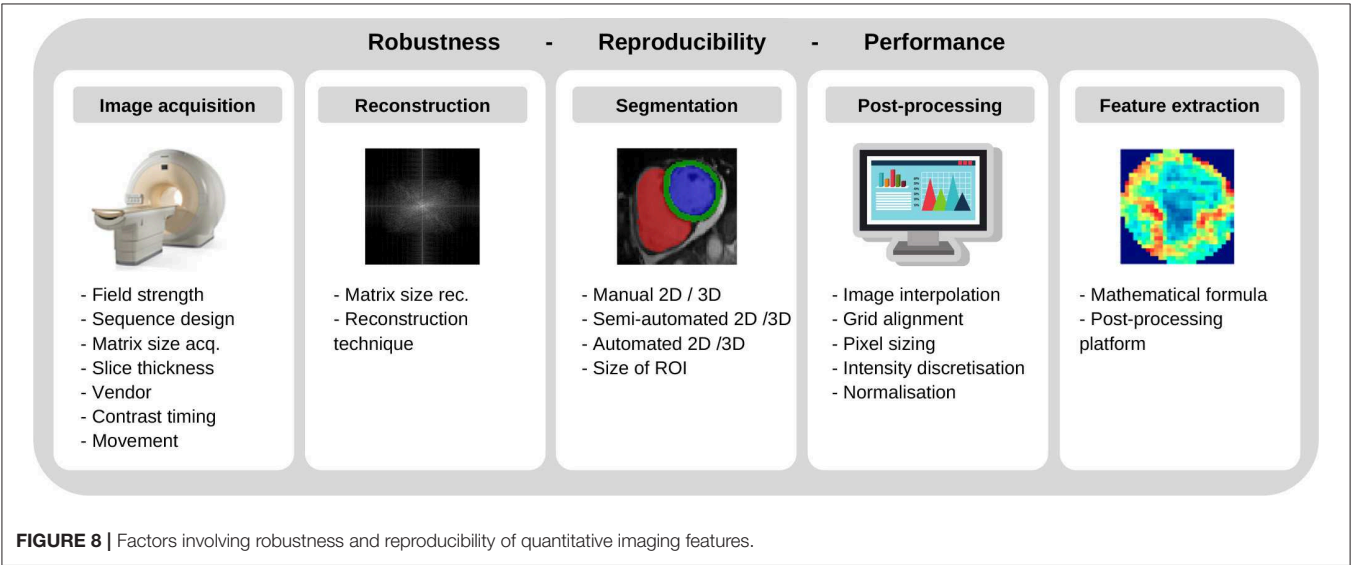 Robustness - Reproducibility - Performance
Image acquisition
- Field strength
- Sequence design
- Matrix size acq.
- Slice thickness
- Vendor
- Contrast timing
- Movement
Reconstruction
- Matrix size rec.
- Reconstruction
technique
Segmentation
- Manual 2D / 3D
- Semi-automated 2D /3D
- Automated 2D /3D
- Size of ROI
Post-processing
- Image interpolation
- Grid alignment
- Pixel sizing
- Intensity discretisation
- Normalisation
Feature extraction
- Mathematical formula
- Post-processing
platform
FIGURE 8 | Factors involving robustness and reproducibility of quantitative imaging features.